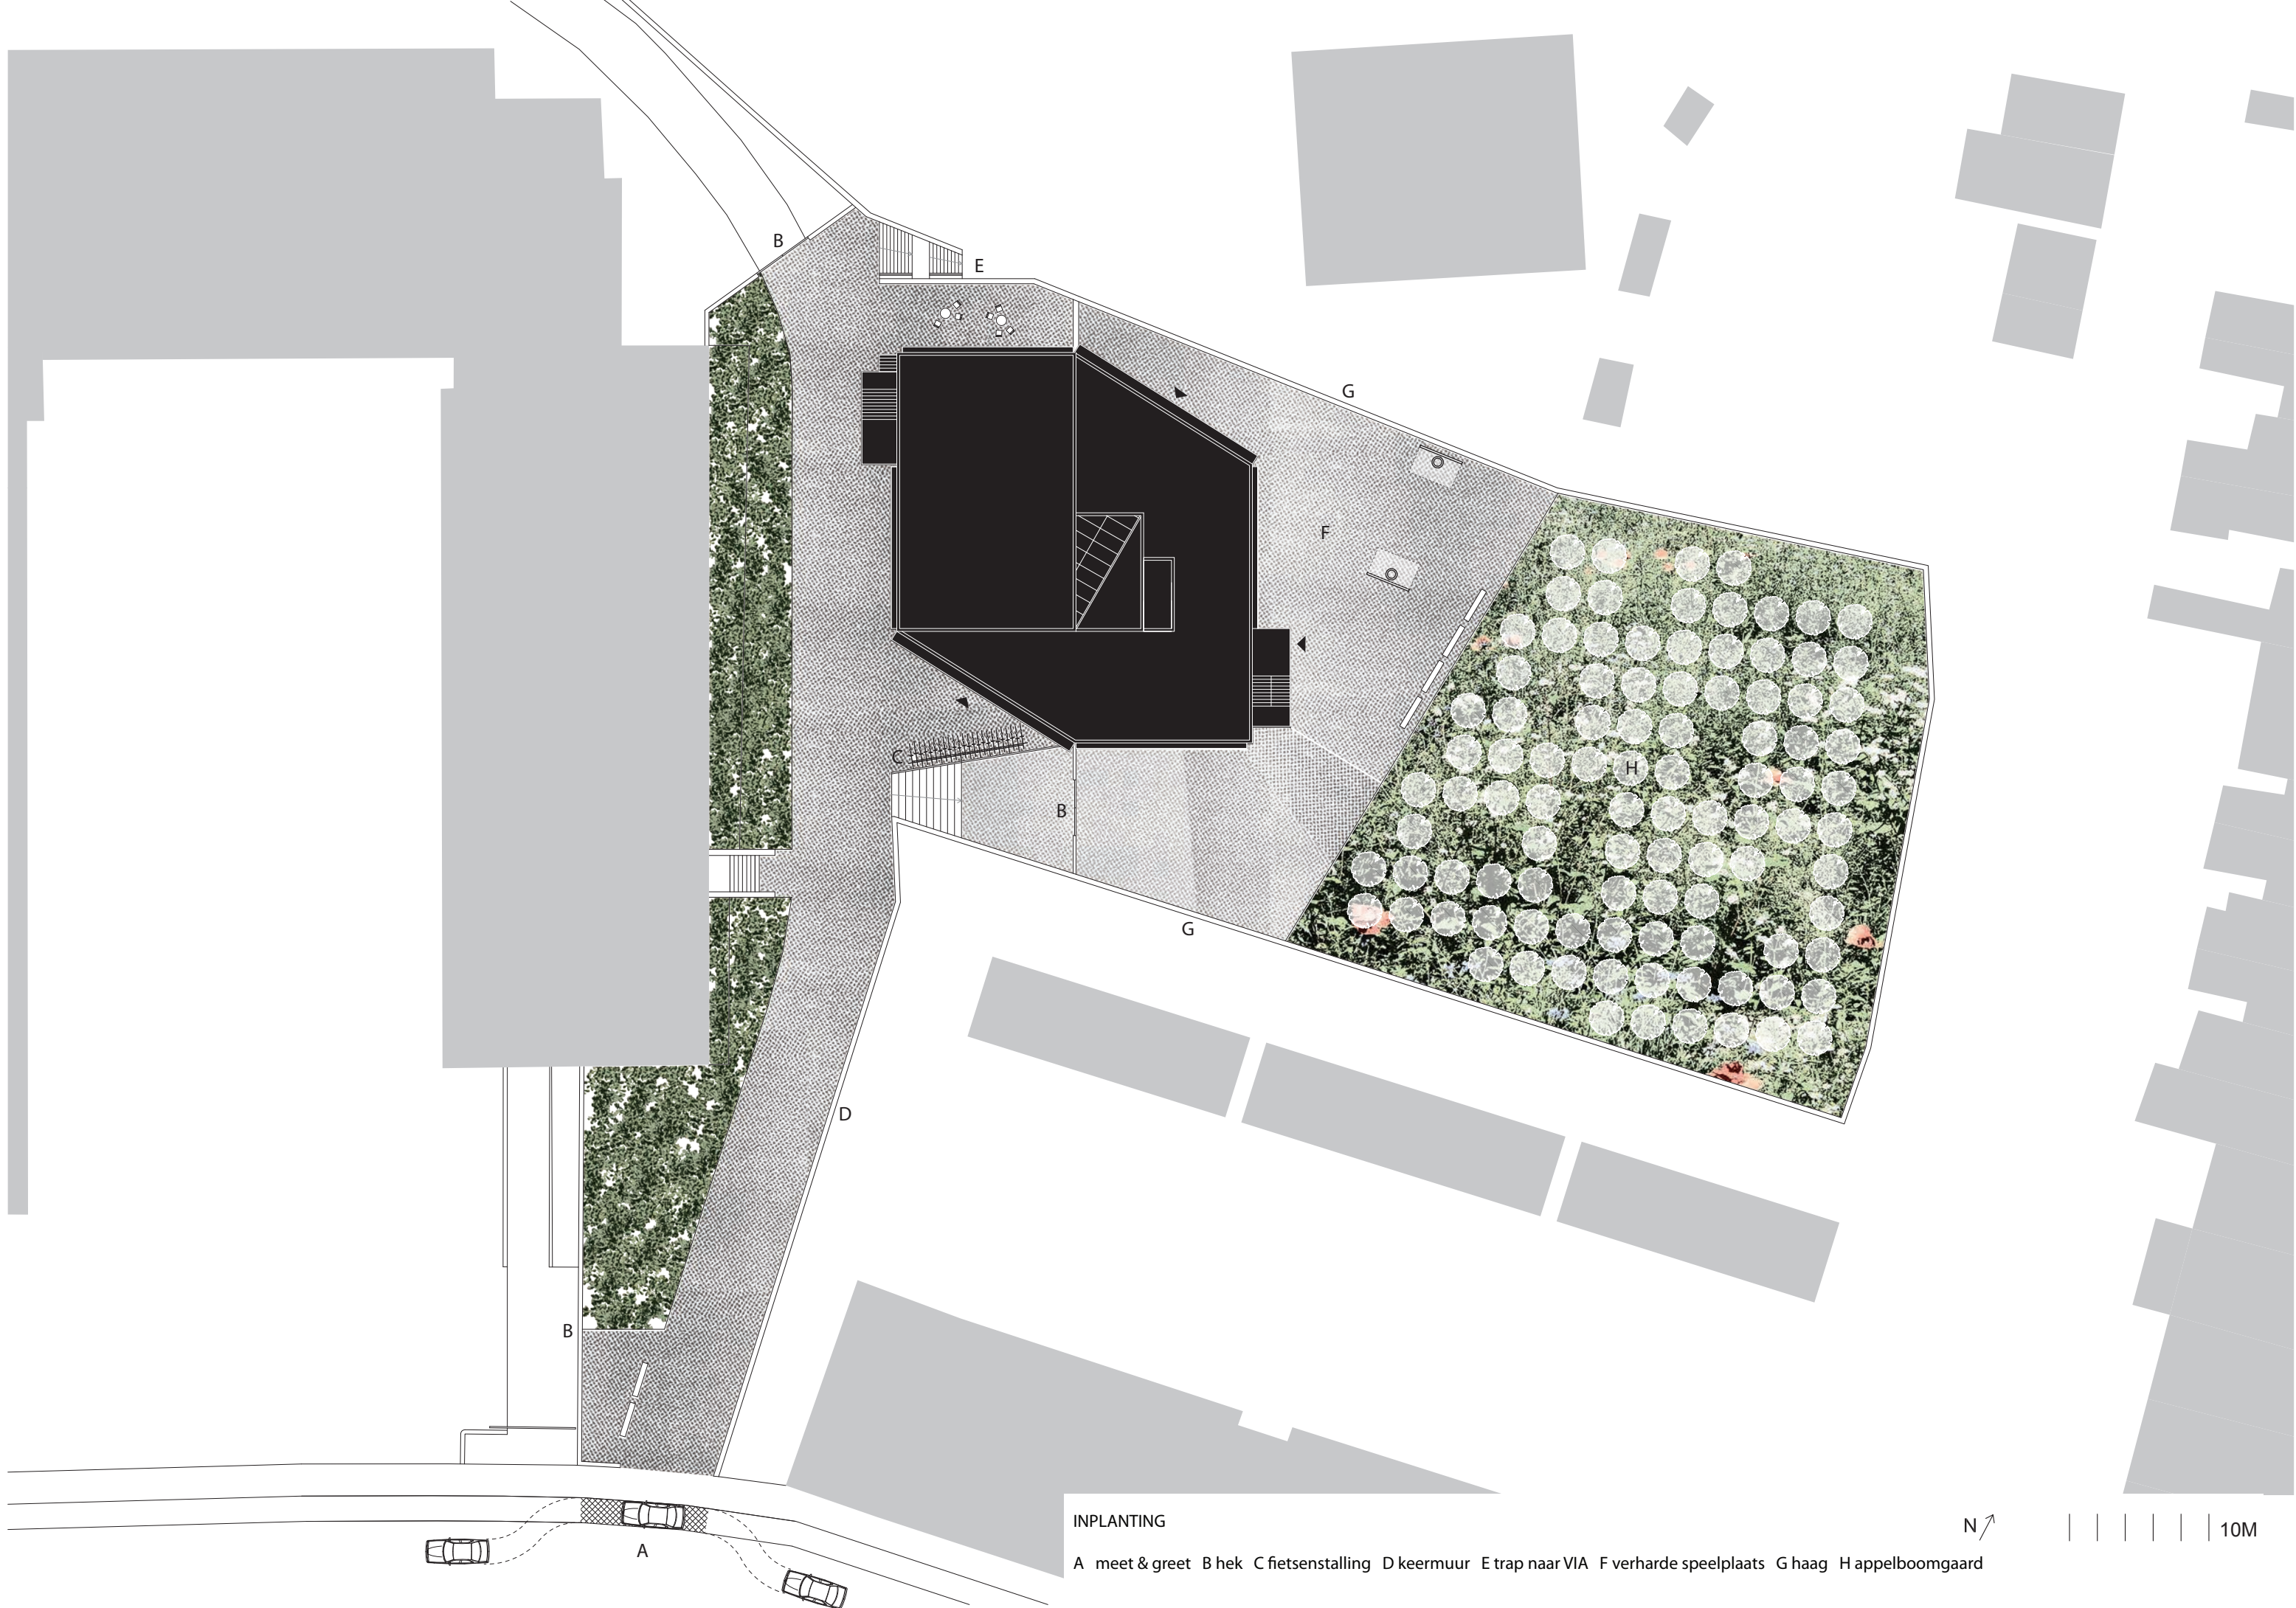 B
E
G
F
C
H
B
G
D
B
A
INPLANTING
N
10M
A meet & greet B hek C fietsenstalling D keermuur E trap naar VIA F verharde speelplaats G haag H appelboomgaard